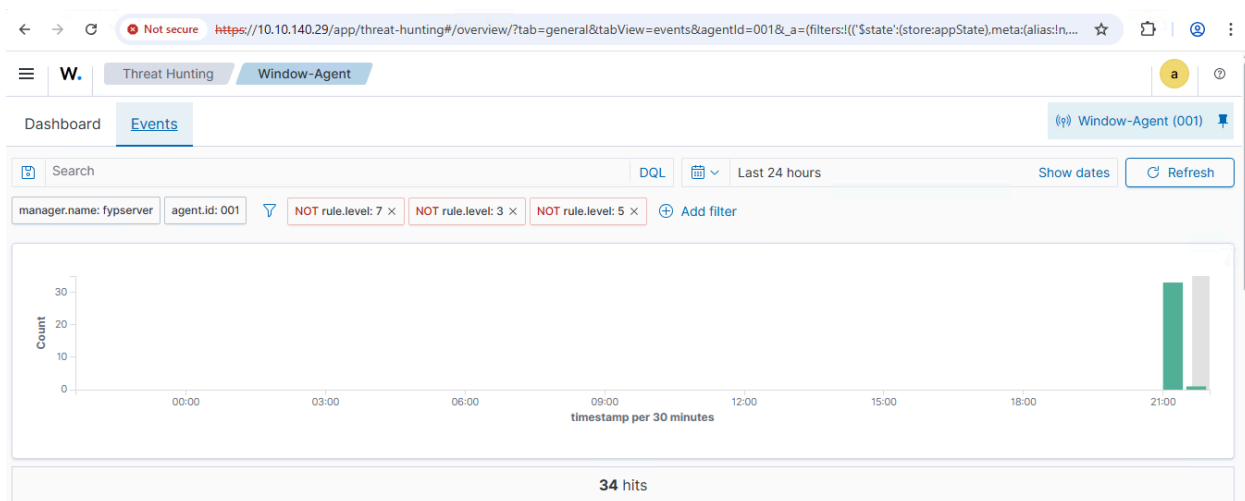 Not secure https://10.10.140.29/app/threat-hunting#/overview/?tab=general&tabView=events&agentId=001&_a=(filters:!(('$state':(store:appState),meta:(alias:!n,...
W. Threat Hunting Window-Agent a
Dashboard Events Window-Agent (001)
Search DQL Last 24 hours Show dates Refresh
manager.name: fypserver agent.id: 001 NOT rule.level: 7 × NOT rule.level: 3 × NOT rule.level: 5 × Add filter
Count
30
20
10
0
00:00 03:00 06:00 09:00 12:00 15:00 18:00 21:00
timestamp per 30 minutes
34 hits